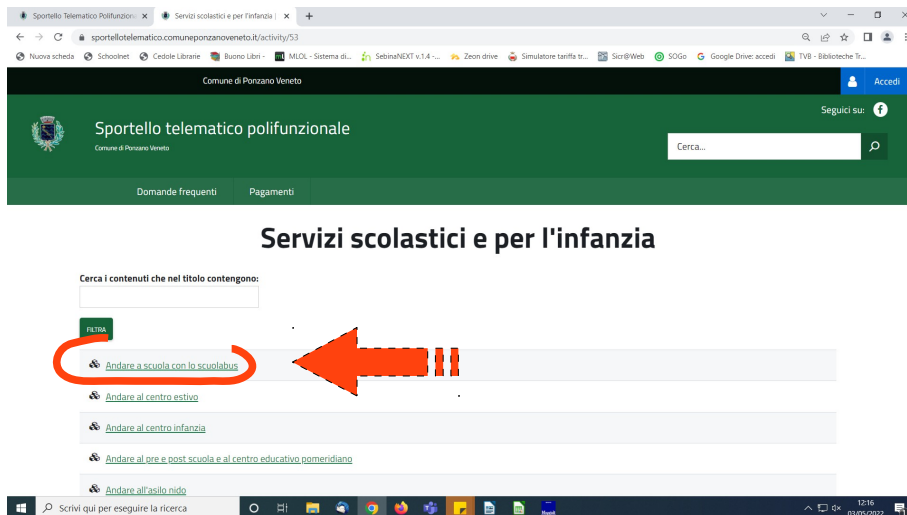 Sportello Telematico Polifunziona
Servizi scolastici e per l'infanzia |
sportellotelematico.comuneponzanoveneto.it/activity/53
Nuova scheda Schoolnet Cedole Librarie Buono Libri - MLOL - Sistema di... SebinaNEXT v.1.4 -... Zeon drive Simulatore tariffa tr... Sicr@Web SOGo Google Drive: accedi TVB - Biblioteche Tr...
Comune di Ponzano Veneto
Accedi
Seguici su:
Sportello telematico polifunzionale
Comune di Ponzano Veneto
Cerca...
Domande frequenti Pagamenti
Servizi scolastici e per l'infanzia
Cerca i contenuti che nel titolo contengono:
FILTRA
Andare a scuola con lo scuolabus
Andare al centro estivo
Andare al centro infanzia
Andare al pre e post scuola e al centro educativo pomeridiano
Andare all'asilo nido
Scrivi qui per eseguire la ricerca
12:16
03/05/2022